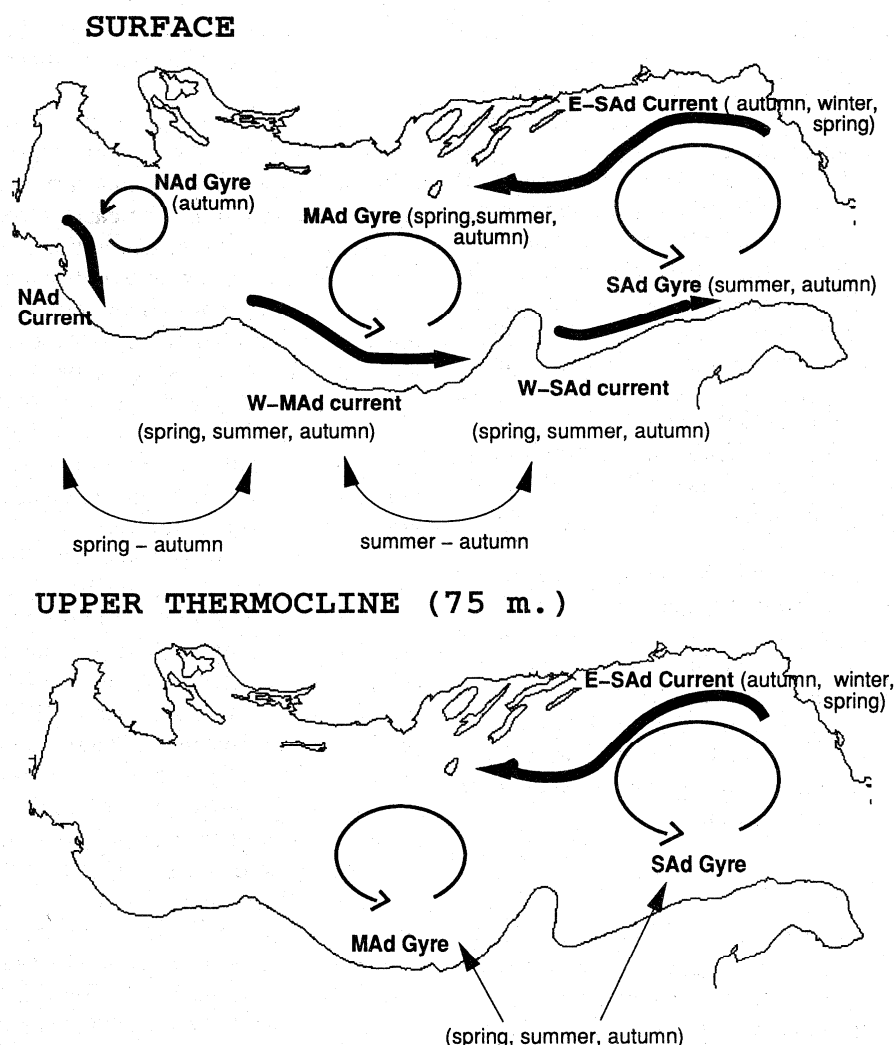 SURFACE
E–SAd Current ( autumn, winter,
spring)
NAd Gyre
(autumn)
MAd Gyre (spring,summer,
autumn)
SAd Gyre (summer, autumn)
NAd
Current
W–MAd current
(spring, summer, autumn)
W–SAd current
(spring, summer, autumn)
spring – autumn
summer – autumn
UPPER THERMOCLINE (75 m.)
E–SAd Current (autumn, winter,
spring)
SAd Gyre
MAd Gyre
(spring, summer, autumn)